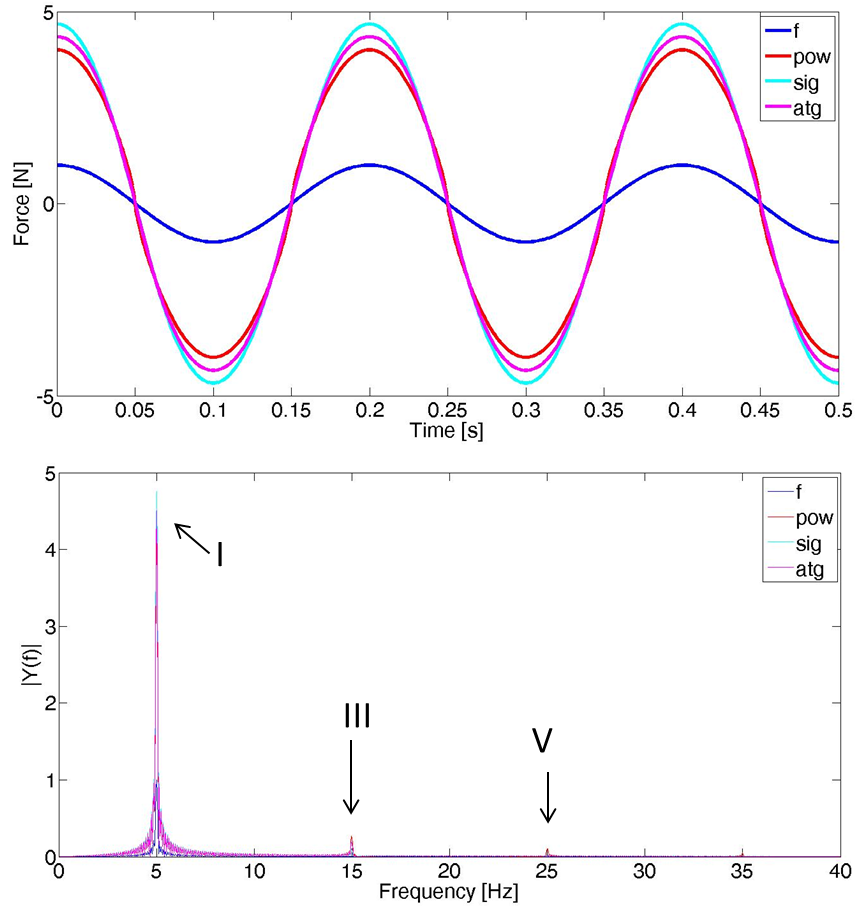 5
0
-5
Force [N]
f
pow
sig
atg
0 0.05 0.1 0.15 0.2 0.25 0.3 0.35 0.4 0.45 0.5
Time [s]
5
4
3
2
1
0
|Y(f)|
I
III
V
f
pow
sig
atg
0 5 10 15 20 25 30 35 40
Frequency [Hz]